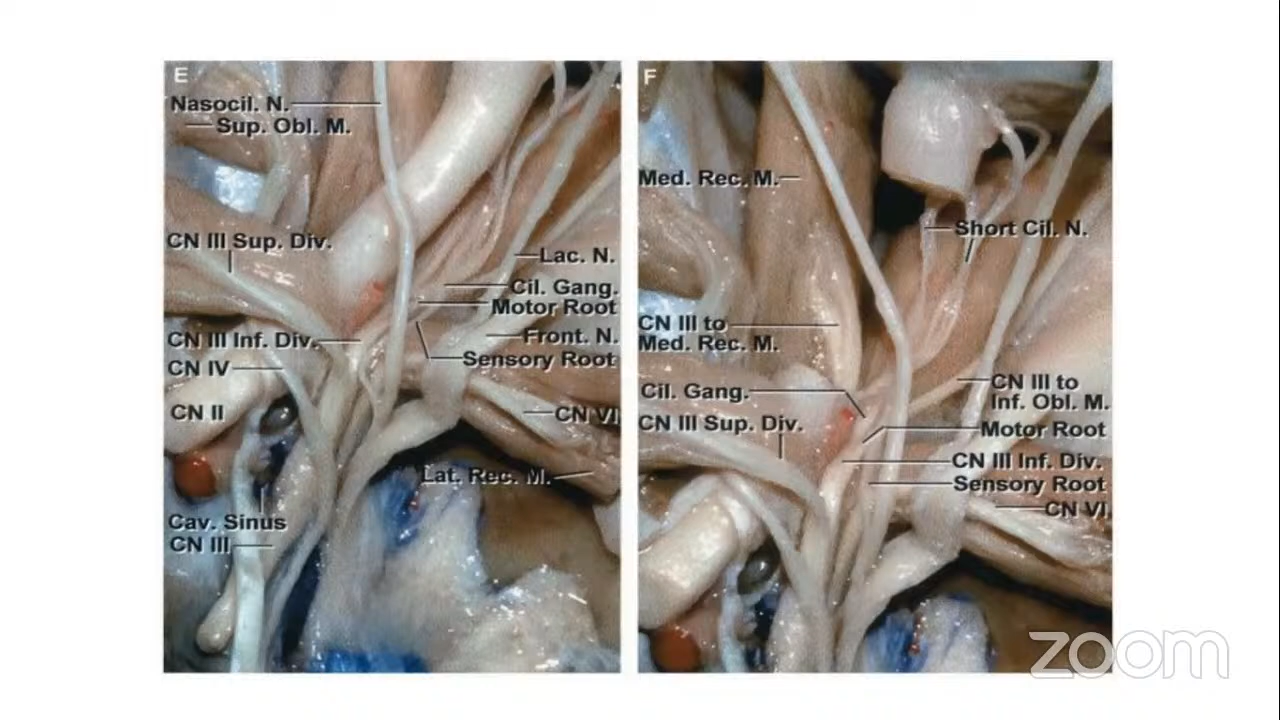 E
Nasocil. N.
Sup. Obl. M.
CN III Sup. Div.
Lac. N.
Cil. Gang.
Motor Root
CN III Inf. Div.
Front. N.
Sensory Root
CN IV
CN II
CN VI
Lat. Rec. M.
Cav. Sinus
CN III
F
Med. Rec. M.
Short Cil. N.
CN III to
Med. Rec. M.
Cil. Gang.
CN III to
Inf. Obl. M.
CN III Sup. Div.
Motor Root
CN III Inf. Div.
Sensory Root
CN VI
zoom